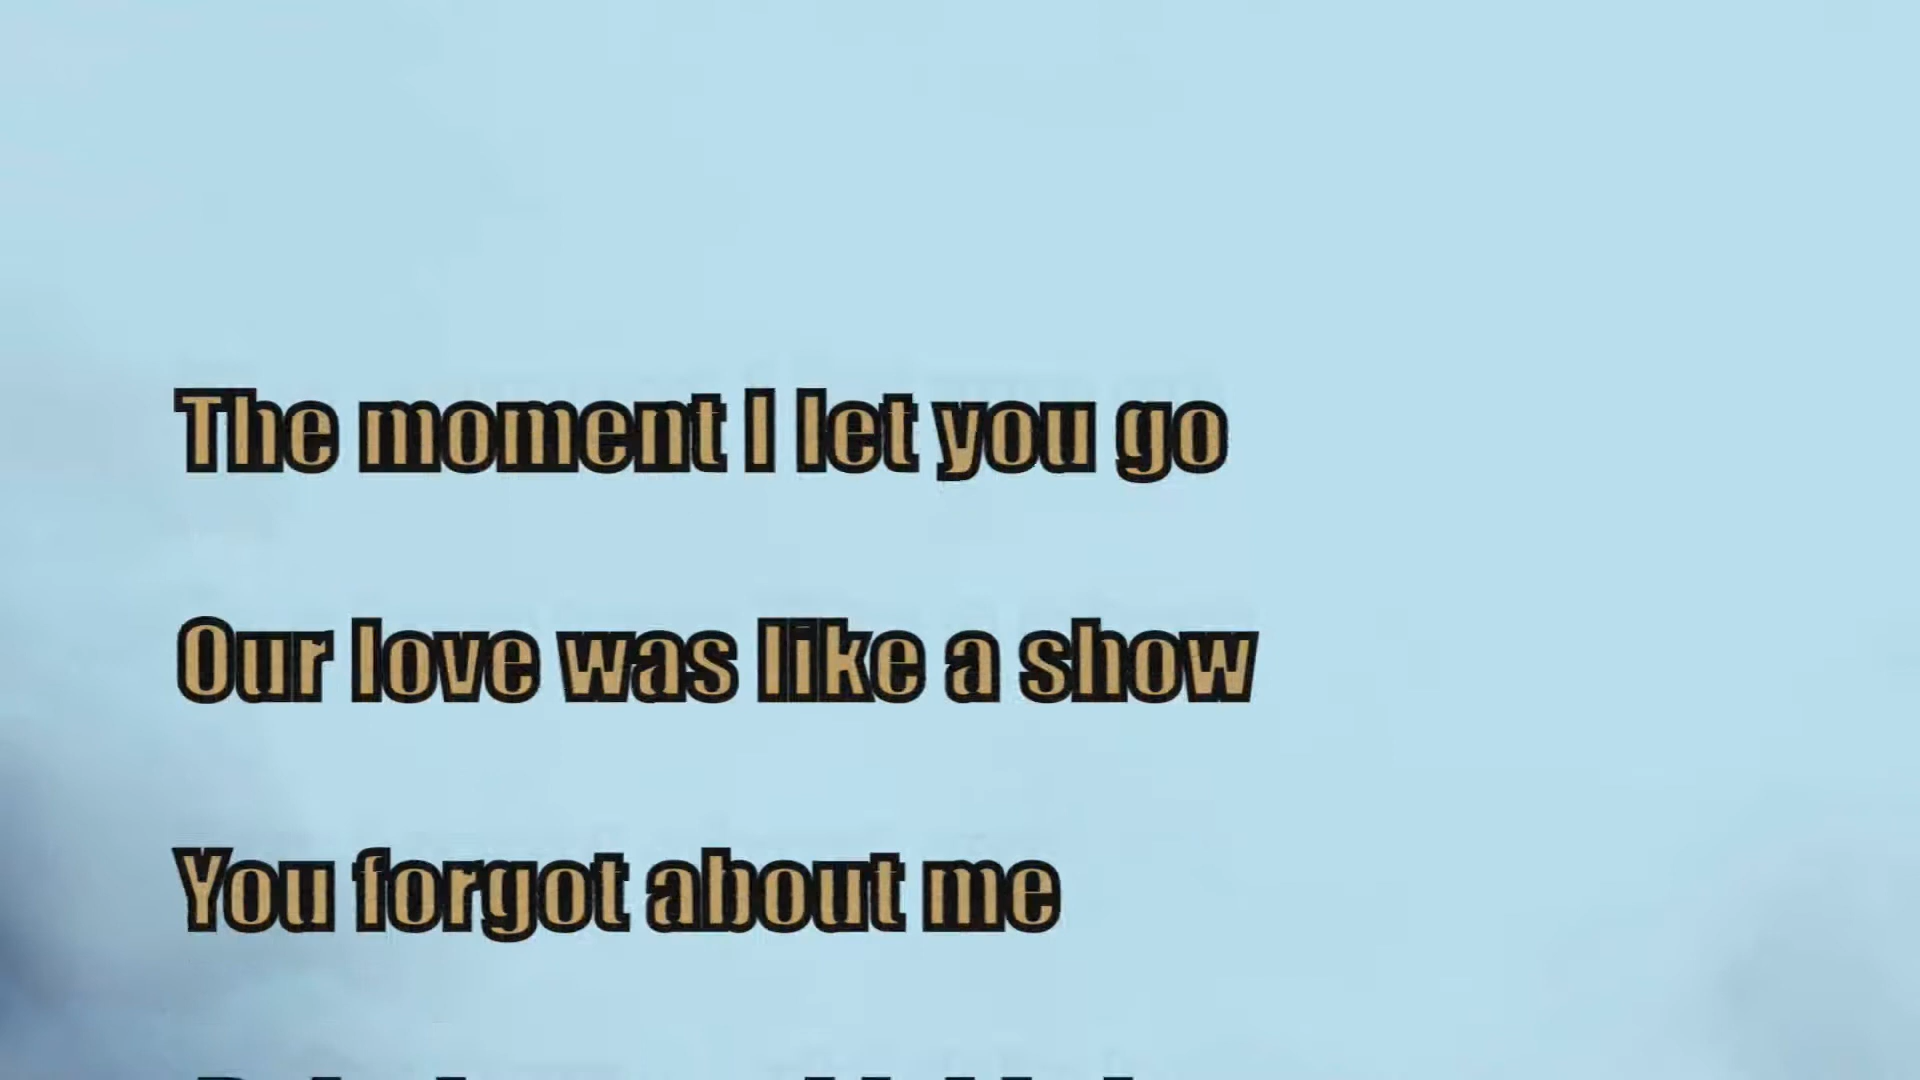 The moment I let you go
Our love was like a show
You forgot about me